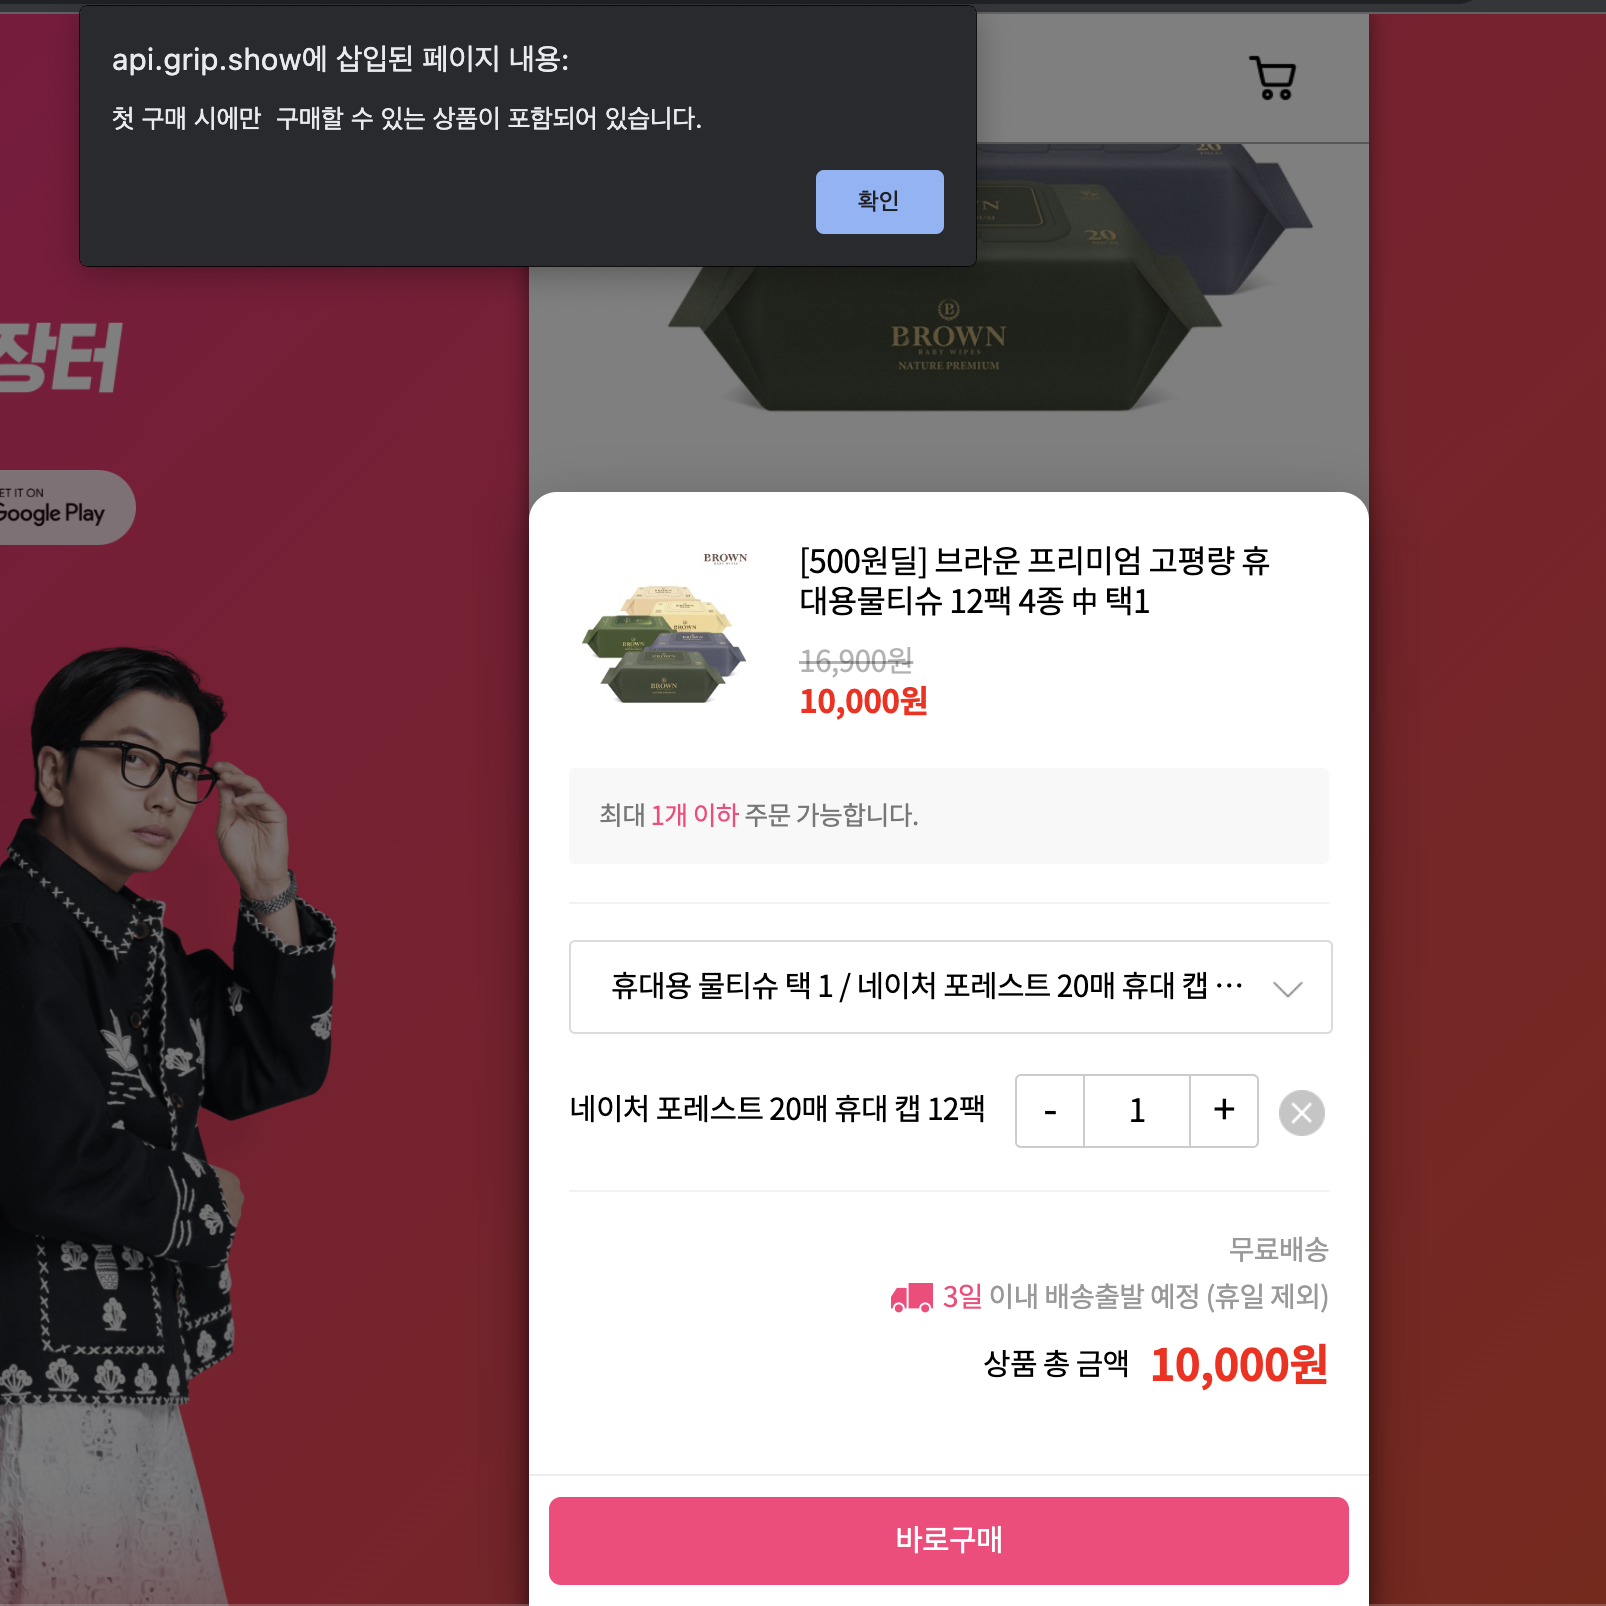 api.grip.show에 삽입된 페이지 내용:
첫 구매 시에만  구매할 수 있는 상품이 포함되어 있습니다.
확인
20
20
BROWN
BABY WIPES
NATURE PREMIUM
장터
ET IT ON
Google Play
BROWN
[500원딜] 브라운 프리미엄 고평량 휴
대용물티슈 12팩 4종 中 택1
16,900원
10,000원
BROWN
BROWN
BROWN
최대 1개 이하 주문 가능합니다.
휴대용 물티슈 택 1 / 네이처 포레스트 20매 휴대 캡 ···
네이처 포레스트 20매 휴대 캡 12팩
- 1 +
무료배송
3일 이내 배송출발 예정 (휴일 제외)
상품 총 금액 10,000원
바로구매